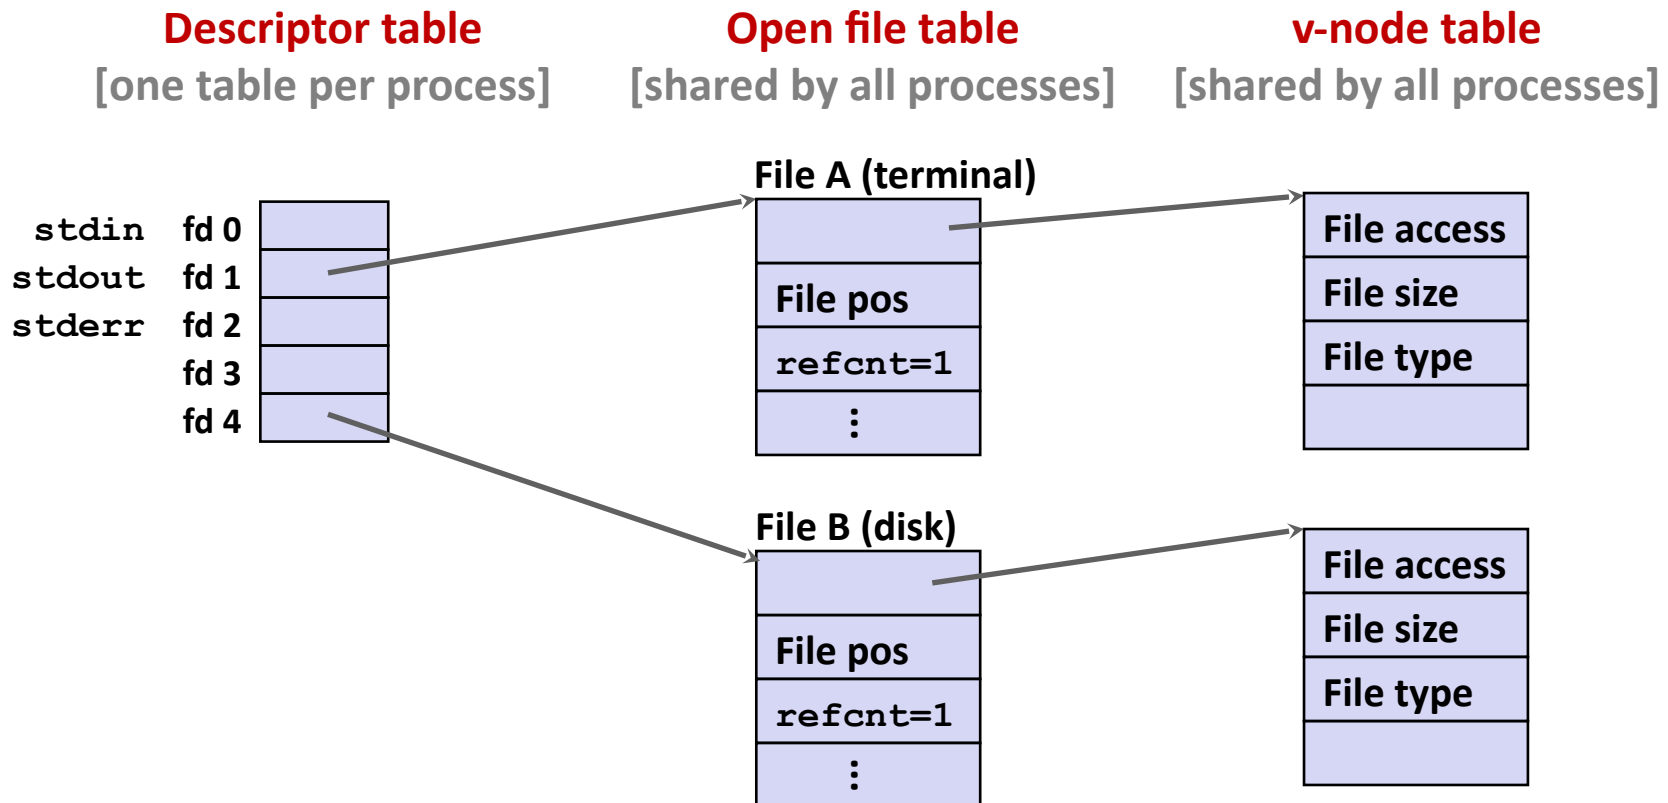 Descriptor table
[one table per process]
Open file table
[shared by all processes]
v-node table
[shared by all processes]
stdin fd 0
stdout fd 1
stderr fd 2
fd 3
fd 4
File A (terminal)
File pos
refcnt=1
⋮
File access
File size
File type
File B (disk)
File pos
refcnt=1
⋮
File access
File size
File type